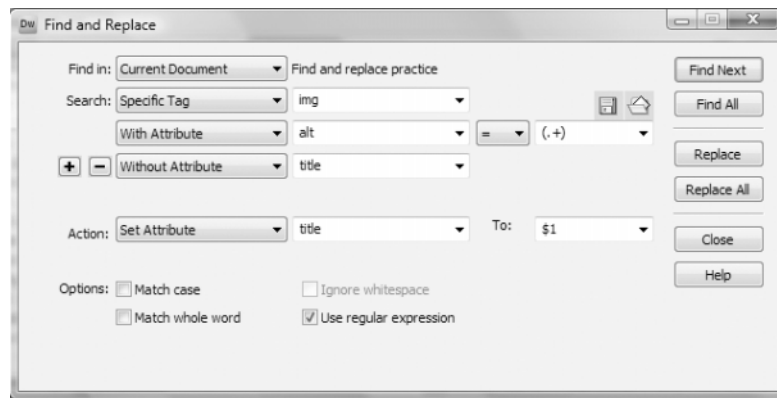 Dw Find and Replace
Find in: Current Document Find and replace practice
Find Next
Search: Specific Tag img
Find All
With Attribute alt = (.+)
Replace
+ - Without Attribute title
Replace All
Action: Set Attribute title To: $1
Close
Help
Options: Match case Ignore whitespace
Match whole word Use regular expression